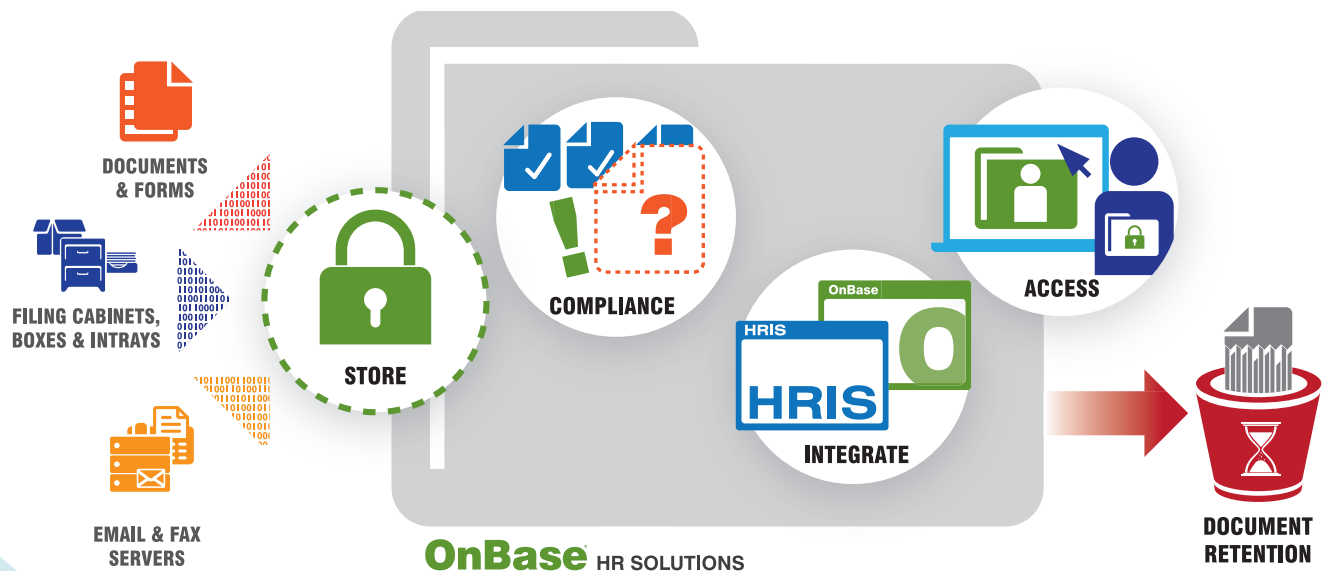 DOCUMENTS
& FORMS
FILING CABINETS,
BOXES & INTRAYS
EMAIL & FAX
SERVERS
STORE
COMPLIANCE
?
!
OnBase
O
HRIS
HRIS
INTEGRATE
ACCESS
DOCUMENT
RETENTION
OnBase HR SOLUTIONS